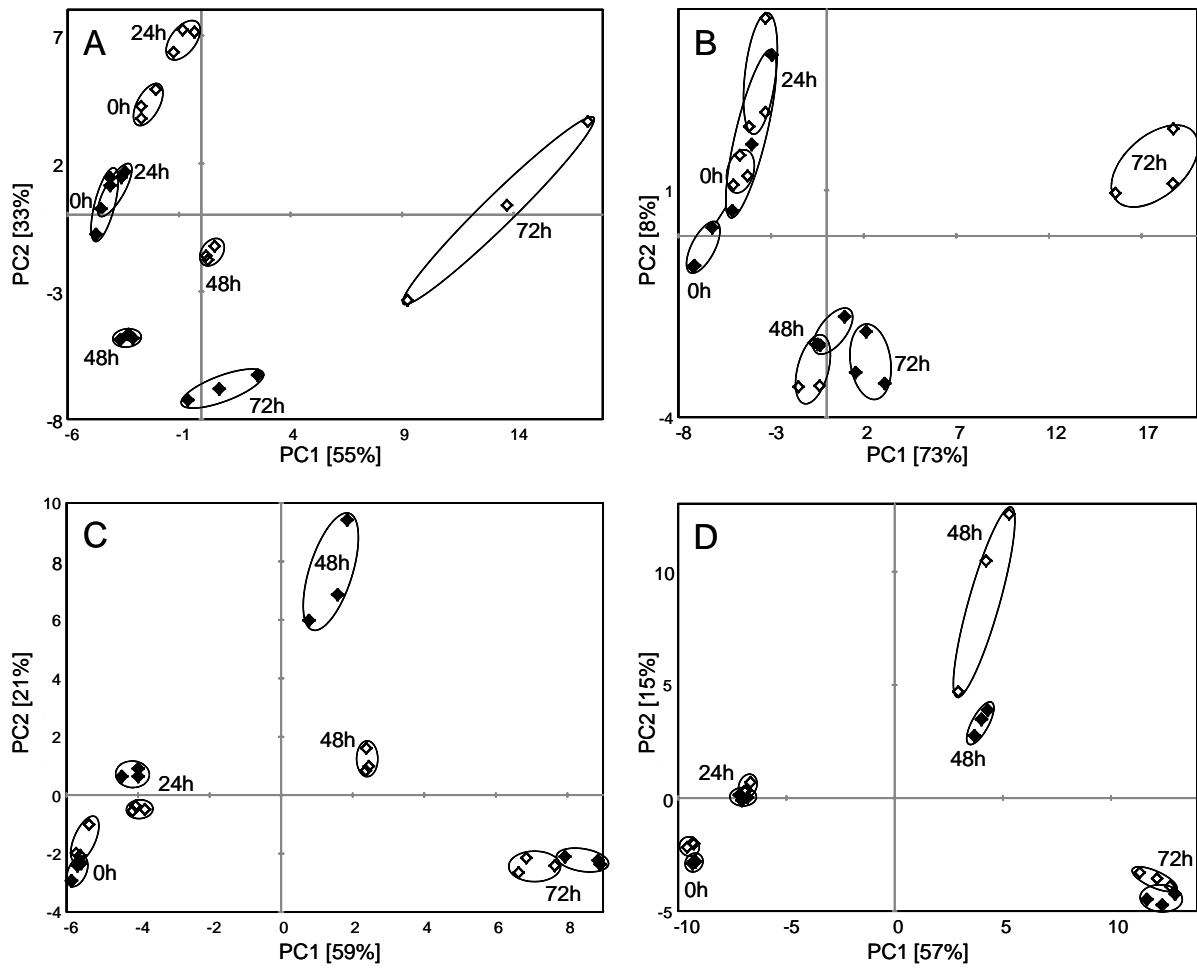 A
7
2
-3
-8
PC2 [33%]
24h
0h
24h
0h
48h
48h
72h
72h
-6
-1
4
9
14
PC1 [55%]
B
1
-4
PC2 [8%]
24h
0h
0h
48h
72h
72h
-8
-3
2
7
12
17
PC1 [73%]
C
10
8
6
4
2
0
-2
-4
PC2 [21%]
48h
48h
24h
0h
72h
-6
-4
-2
0
2
4
6
8
PC1 [59%]
D
10
5
0
-5
PC2 [15%]
48h
48h
24h
0h
72h
-10
-5
0
5
10
PC1 [57%]